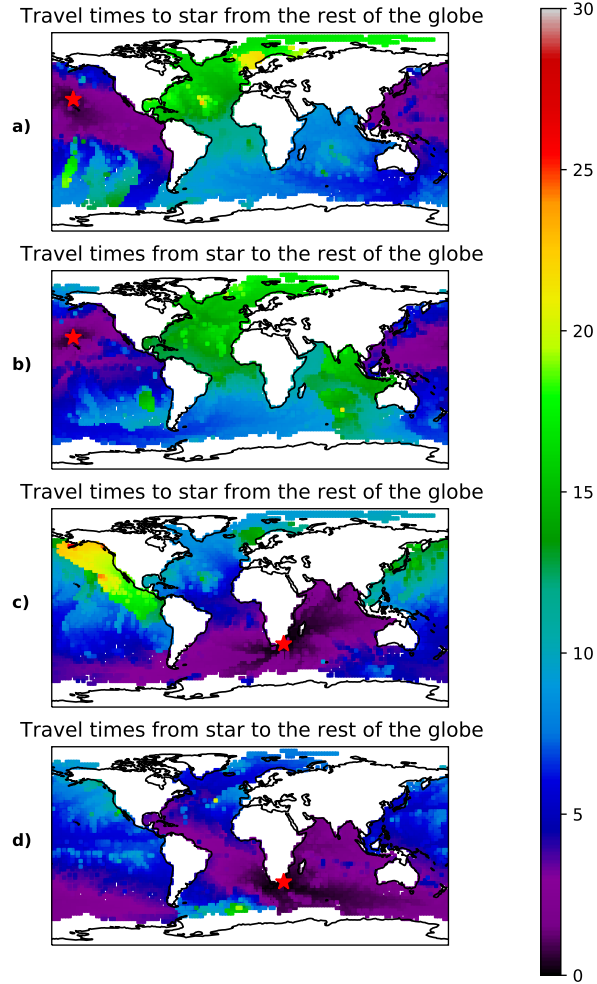 Travel times to star from the rest of the globe
a)
Travel times from star to the rest of the globe
b)
Travel times to star from the rest of the globe
c)
Travel times from star to the rest of the globe
d)
30
25
20
15
10
5
0